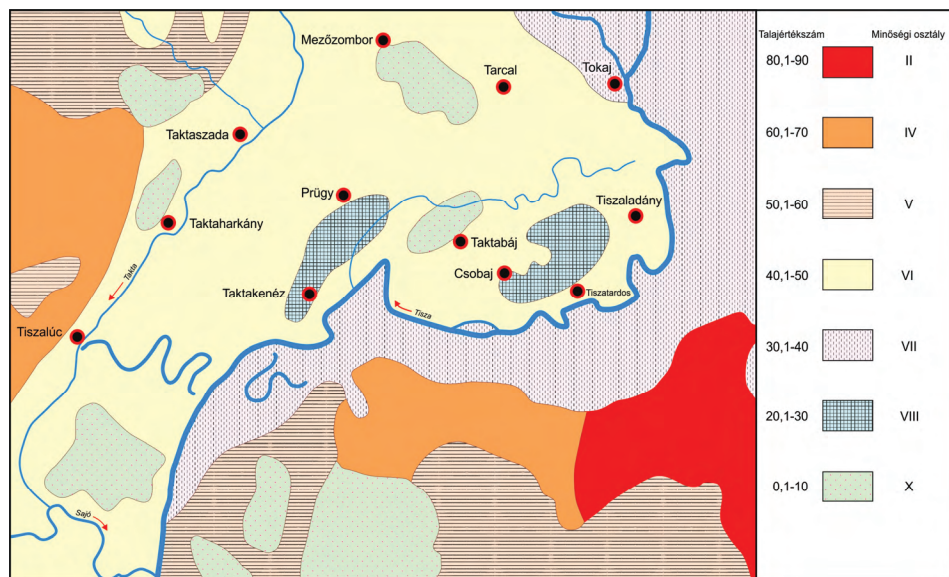 Mezőzombor
Tarcal
Tokaj
Taktaszada
Prügy
Tiszaladány
Taktaharkány
Taktabáj
Csobaj
Takta
Taktakenéz
Tiszatardos
Tisza
Tiszalúc
Sajó
Talajértékszám Minőségi osztály
80,1-90 II
60,1-70 IV
50,1-60 V
40,1-50 VI
30,1-40 VII
20,1-30 VIII
0,1-10 X